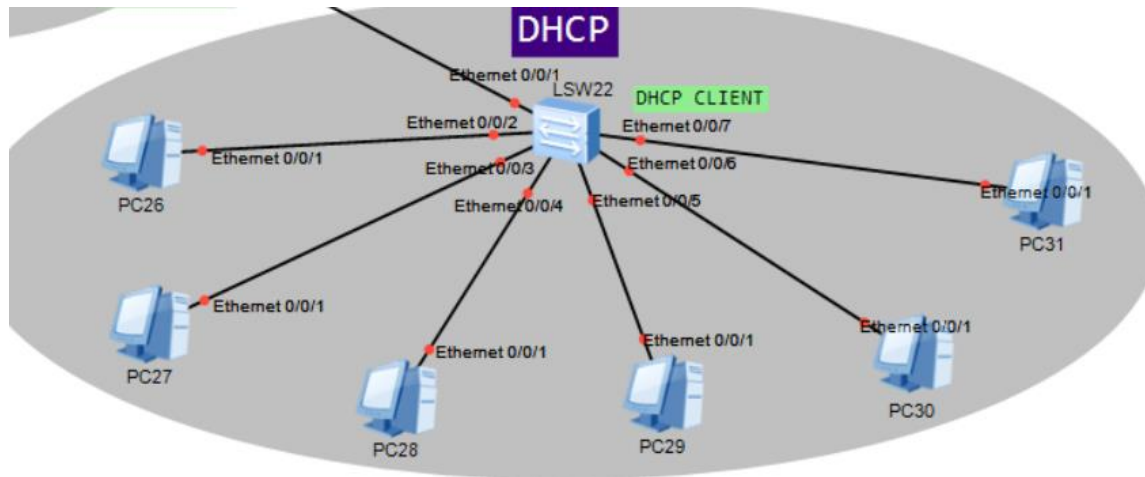 DHCP
Ethernet 0/0/1
LSW22
DHCP CLIENT
Ethernet 0/0/2
Ethernet 0/0/7
Ethernet 0/0/1
Ethernet 0/0/3
Ethernet 0/0/6
PC26
Ethernet 0/0/4
Ethernet 0/0/5
Ethernet 0/0/1
PC31
Ethernet 0/0/1
PC27
Ethernet 0/0/1
PC28
Ethernet 0/0/1
PC29
Ethernet 0/0/1
PC30